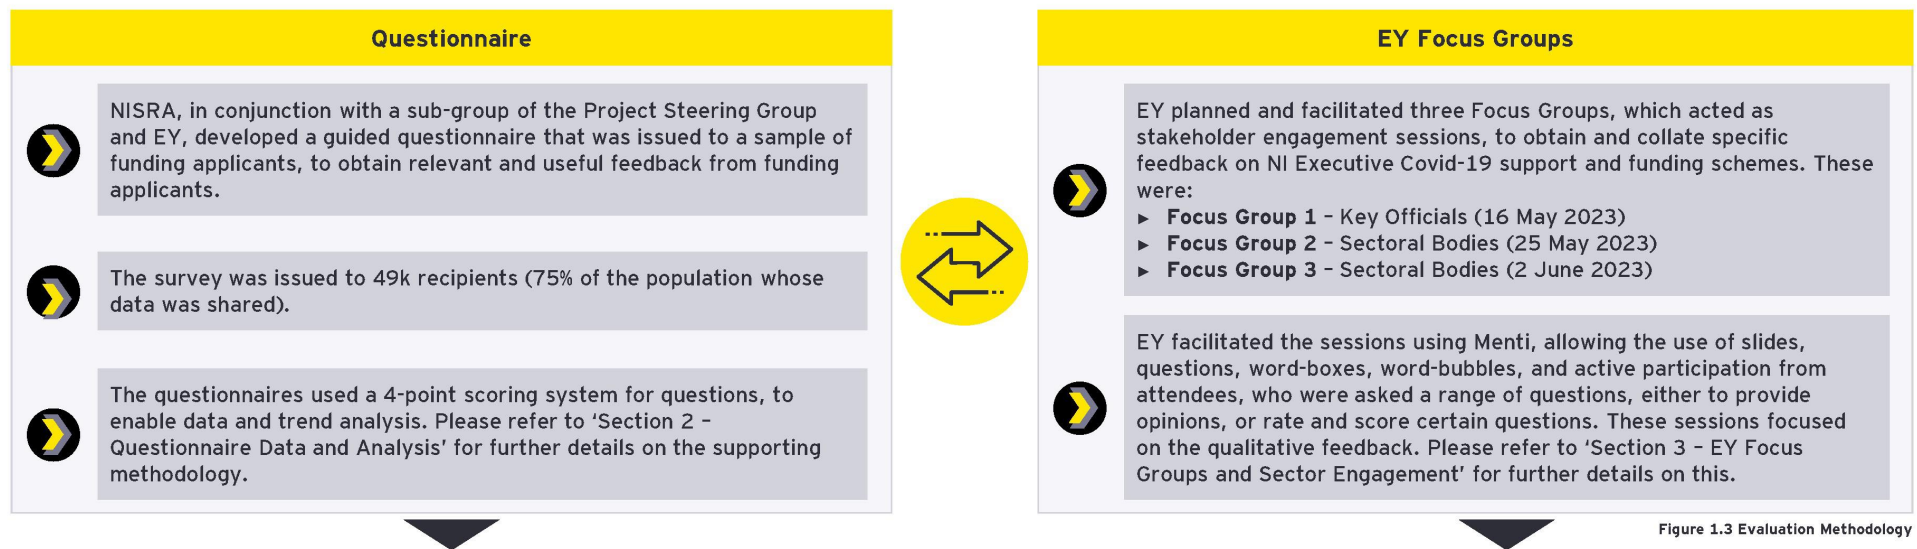 Questionnaire
NISRA, in conjunction with a sub-group of the Project Steering Group
and EY, developed a guided questionnaire that was issued to a sample of
funding applicants, to obtain relevant and useful feedback from funding
applicants.
The survey was issued to 49k recipients (75% of the population whose
data was shared).
The questionnaires used a 4-point scoring system for questions, to
enable data and trend analysis. Please refer to ‘Section 2 –
Questionnaire Data and Analysis’ for further details on the supporting
methodology.
EY Focus Groups
EY planned and facilitated three Focus Groups, which acted as
stakeholder engagement sessions, to obtain and collate specific
feedback on NI Executive Covid-19 support and funding schemes. These
were:
► Focus Group 1 – Key Officials (16 May 2023)
► Focus Group 2 – Sectoral Bodies (25 May 2023)
► Focus Group 3 – Sectoral Bodies (2 June 2023)
EY facilitated the sessions using Menti, allowing the use of slides,
questions, word-boxes, word-bubbles, and active participation from
attendees, who were asked a range of questions, either to provide
opinions, or rate and score certain questions. These sessions focused
on the qualitative feedback. Please refer to ‘Section 3 – EY Focus
Groups and Sector Engagement’ for further details on this.
Figure 1.3 Evaluation Methodology